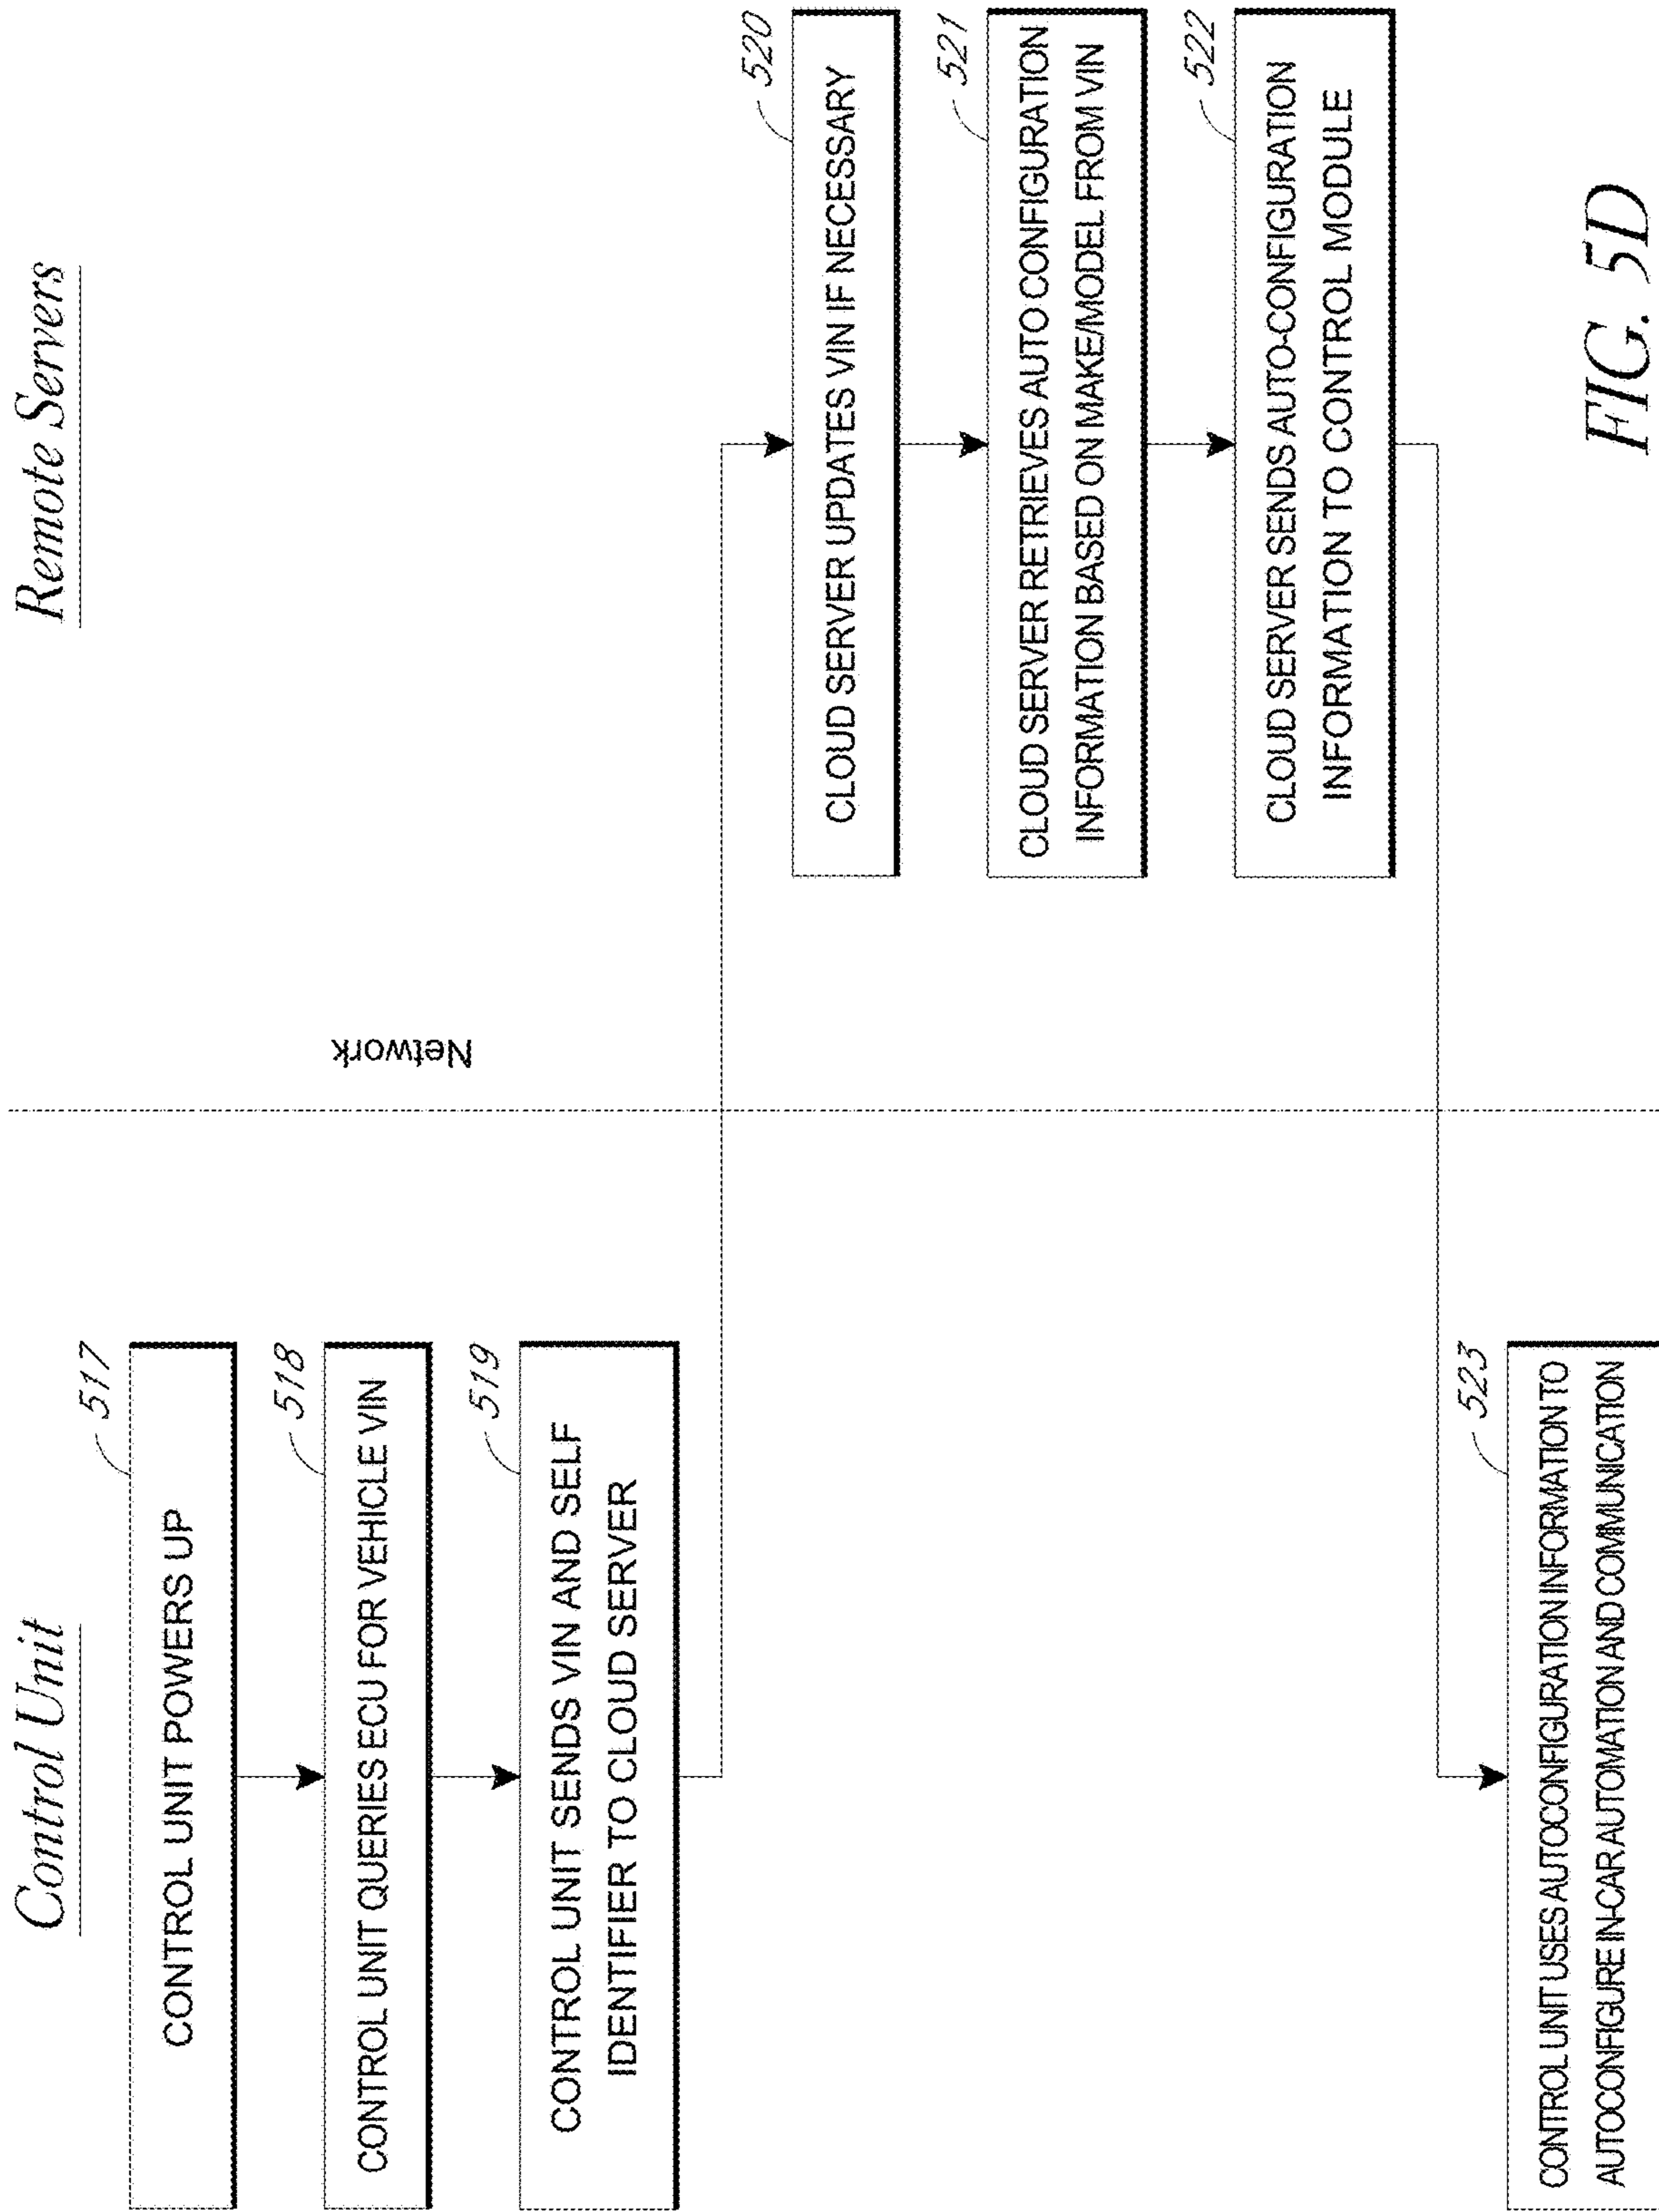 Control Unit
Remote Servers
Network
517
CONTROL UNIT POWERS UP
518
CONTROL UNIT QUERIES ECU FOR VEHICLE VIN
519
CONTROL UNIT SENDS VIN AND SELF
IDENTIFIER TO CLOUD SERVER
520
CLOUD SERVER UPDATES VIN IF NECESSARY
521
CLOUD SERVER RETRIEVES AUTO CONFIGURATION
INFORMATION BASED ON MAKE/MODEL FROM VIN
522
CLOUD SERVER SENDS AUTO-CONFIGURATION
INFORMATION TO CONTROL MODULE
523
CONTROL UNIT USES AUTOCONFIGURATION INFORMATION TO
AUTOCONFIGURE IN-CAR AUTOMATION AND COMMUNICATION
FIG. 5D